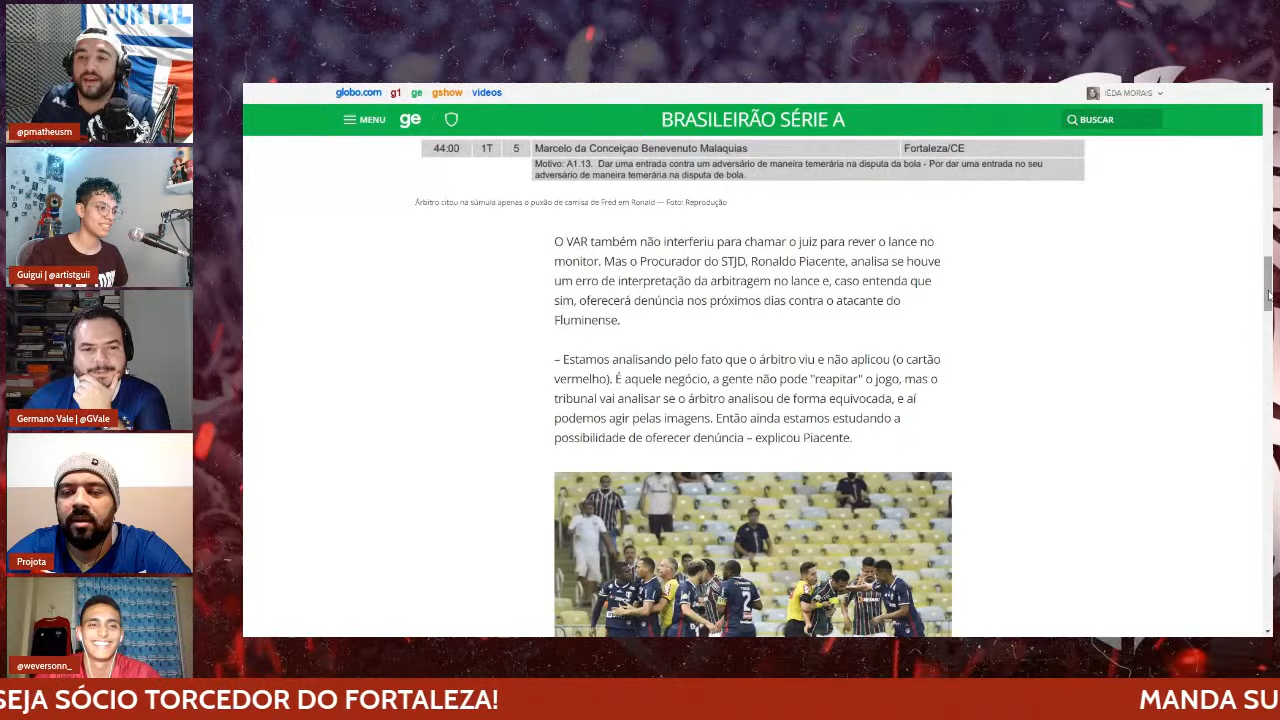 PORTAL
@pmatheusm
Guigui | @artistguii
Germano Vale | @GVale
Projota
@weversonn_
globo.com g1 ge gshow videos
IÊDA MORAIS
MENU ge BRASILEIRÃO SÉRIE A BUSCAR
44:00 1T 5 Marcelo da Conceiçao Benevenuto Malaquias Fortaleza/CE
Motivo: A1.13. Dar uma entrada contra um adversário de maneira temerária na disputa da bola - Por dar uma entrada no seu
adversário de maneira temerária na disputa de bola.
Árbitro citou na súmula apenas o puxão de camisa de Fred em Ronald — Foto: Reprodução
O VAR também não interferiu para chamar o juiz para rever o lance no
monitor. Mas o Procurador do STJD, Ronaldo Piacente, analisa se houve
um erro de interpretação da arbitragem no lance e, caso entenda que
sim, oferecerá denúncia nos próximos dias contra o atacante do
Fluminense.
– Estamos analisando pelo fato que o árbitro viu e não aplicou (o cartão
vermelho). É aquele negócio, a gente não pode "reapitar" o jogo, mas o
tribunal vai analisar se o árbitro analisou de forma equivocada, e aí
podemos agir pelas imagens. Então ainda estamos estudando a
possibilidade de oferecer denúncia – explicou Piacente.
2
SEJA SÓCIO TORCEDOR DO FORTALEZA! MANDA SU